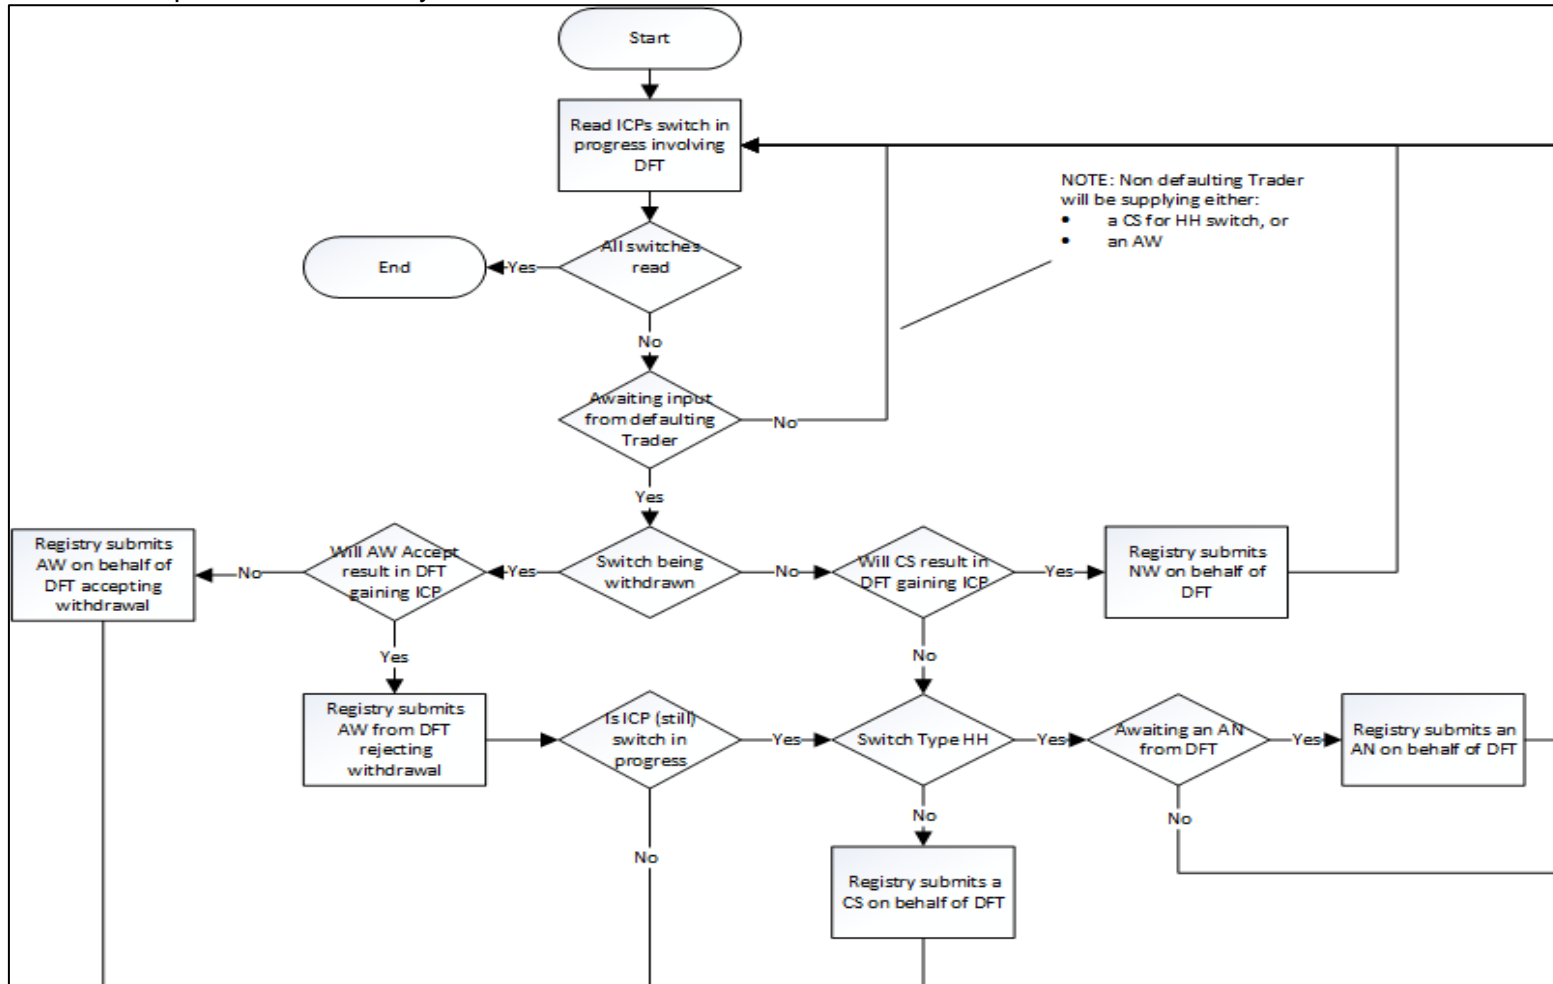 Start
Read ICPs switch in
progress involving
DFT
NOTE: Non defaulting Trader
will be supplying either:
• a CS for HH switch, or
• an AW
All switches
read
Yes
End
No
Awaiting input
from defaulting
Trader
No
Yes
Registry submits
AW on behalf of
DFT accepting
withdrawal
No
Will AW Accept
result in DFT
gaining ICP
Yes
Switch being
withdrawn
No
Will CS result in
DFT gaining ICP
Yes
Registry submits
NW on behalf of
DFT
Yes
No
Registry submits
AW from DFT
rejecting
withdrawal
Is ICP (still)
switch in
progress
Yes
Switch Type HH
Yes
Awaiting an AN
from DFT
Yes
Registry submits an
AN on behalf of DFT
No
No
No
Registry submits a
CS on behalf of DFT